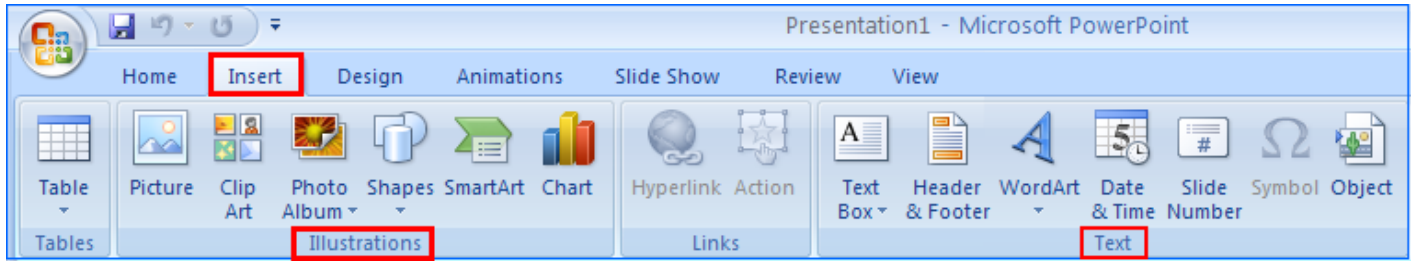 Presentation1 - Microsoft PowerPoint
Home Insert Design Animations Slide Show Review View
Table Picture Clip Photo Shapes SmartArt Chart Hyperlink Action Text Header WordArt Date Slide Symbol Object
Art Album Box & Footer & Time Number
Tables Illustrations Links Text